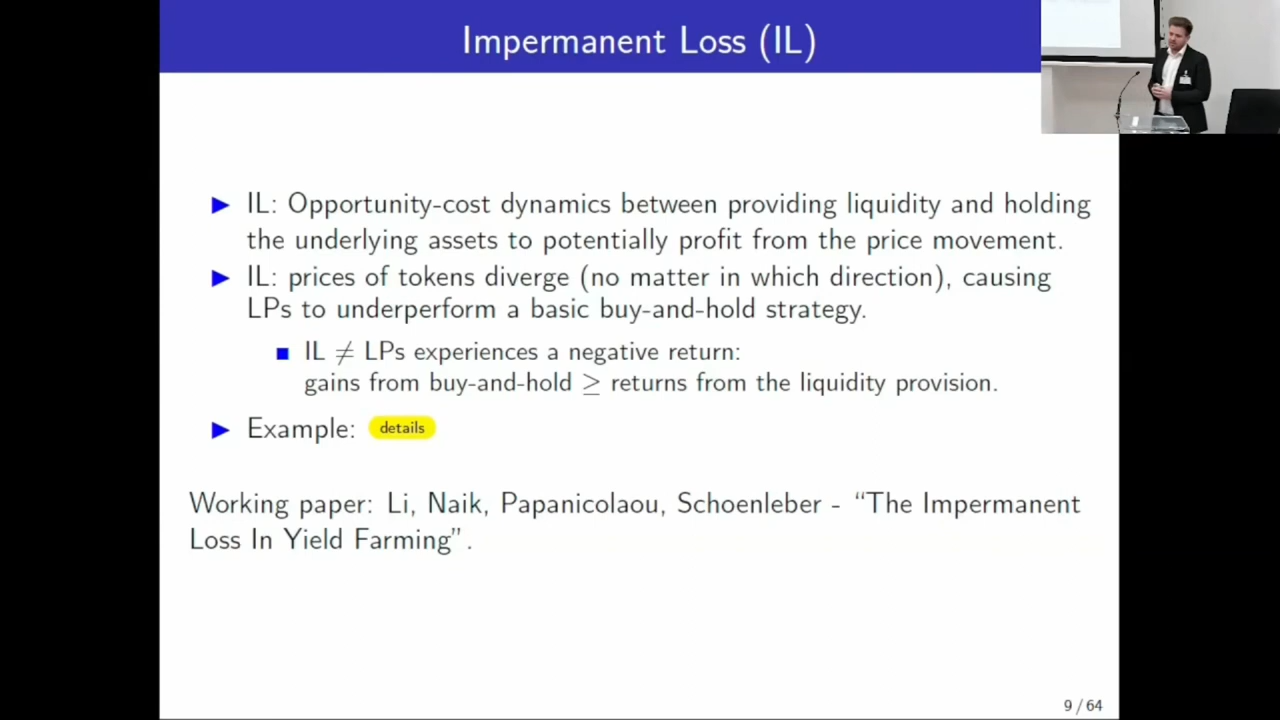 Impermanent Loss (IL)
▶ IL: Opportunity-cost dynamics between providing liquidity and holding
the underlying assets to potentially profit from the price movement.
▶ IL: prices of tokens diverge (no matter in which direction), causing
LPs to underperform a basic buy-and-hold strategy.
■ IL ≠ LPs experiences a negative return:
gains from buy-and-hold ≥ returns from the liquidity provision.
▶ Example: details
Working paper: Li, Naik, Papanicolaou, Schoenleber - “The Impermanent
Loss In Yield Farming”.
9 / 64